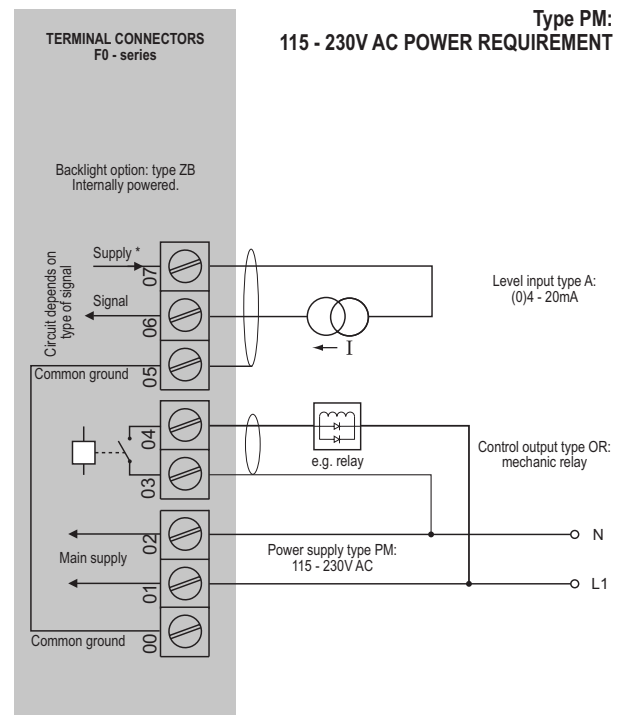 Type PM:
115 - 230V AC POWER REQUIREMENT
TERMINAL CONNECTORS
F0 - series
Backlight option: type ZB
Internally powered.
Circuit depends on
type of signal
Supply *
07
Signal
06
Common ground
05
Level input type A:
(0)4 - 20mA
I
04
03
e.g. relay
Control output type OR:
mechanic relay
02
Main supply
01
Power supply type PM:
115 - 230V AC
N
L1
Common ground
00